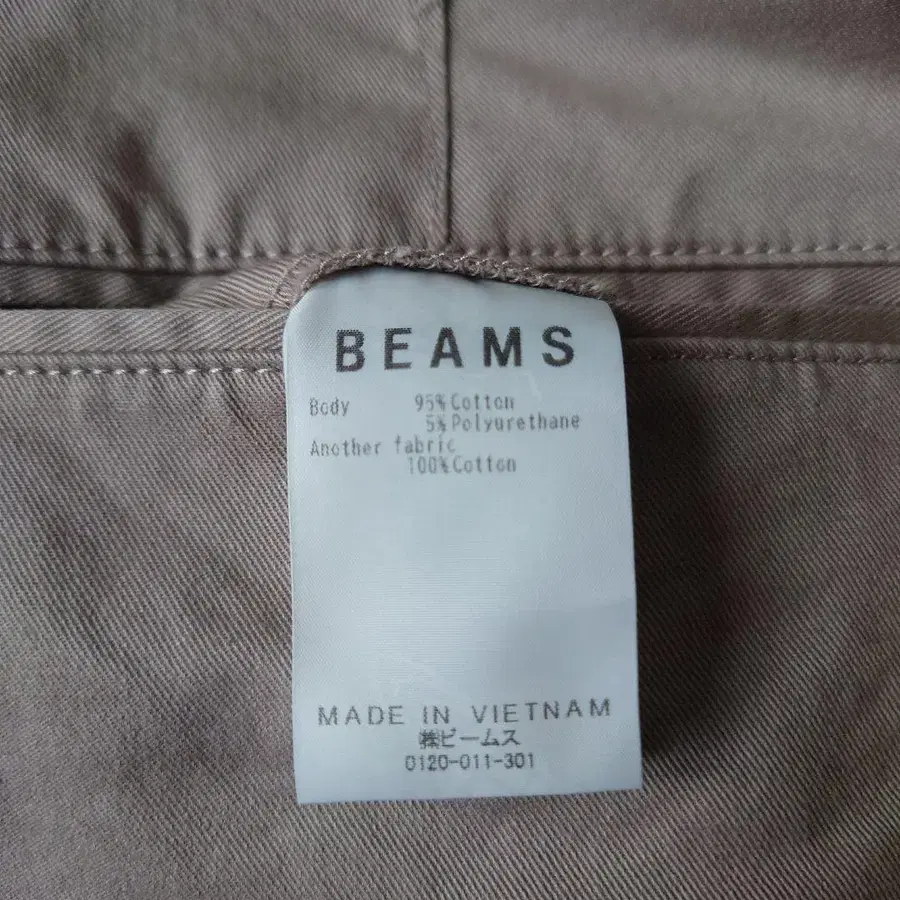 BEAMS
Body 95% Cotton
5% Polyurethane
Another fabric
100% Cotton
MADE IN VIETNAM
㈱ビームス
0120-011-301